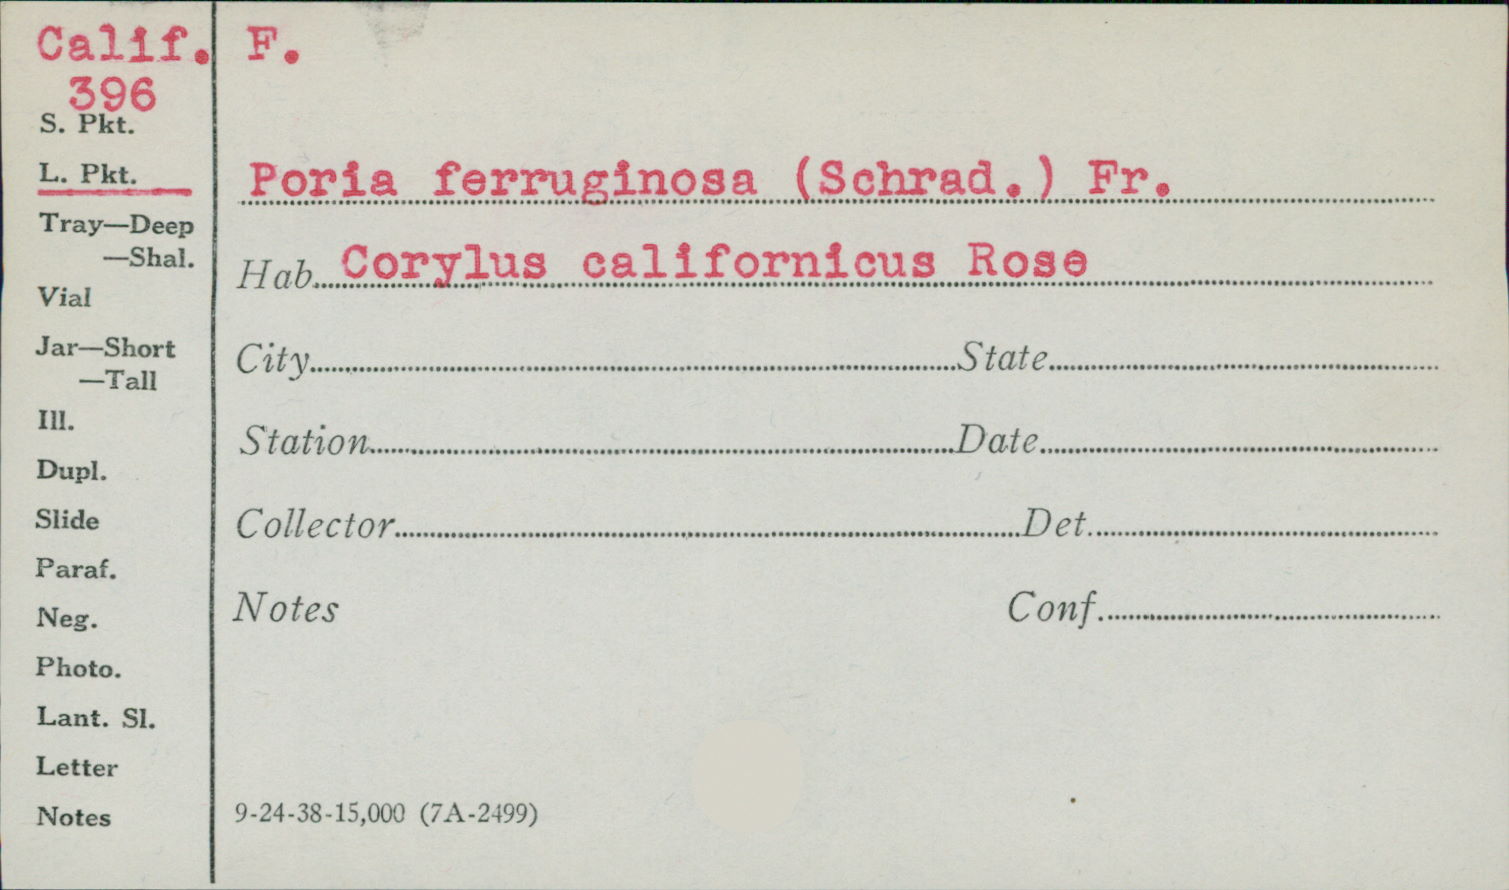 Calif. F.
396
S. Pkt.
L. Pkt.
Poria ferruginosa (Schrad.) Fr.
Tray—Deep
—Shal.
Hab. Corylus californicus Rose
Vial
Jar—Short
—Tall
City State
Ill.
Station Date
Dupl.
Slide
Collector Det.
Paraf.
Neg.
Notes Conf.
Photo.
Lant. Sl.
Letter
Notes
9-24-38-15,000 (7A-2499)